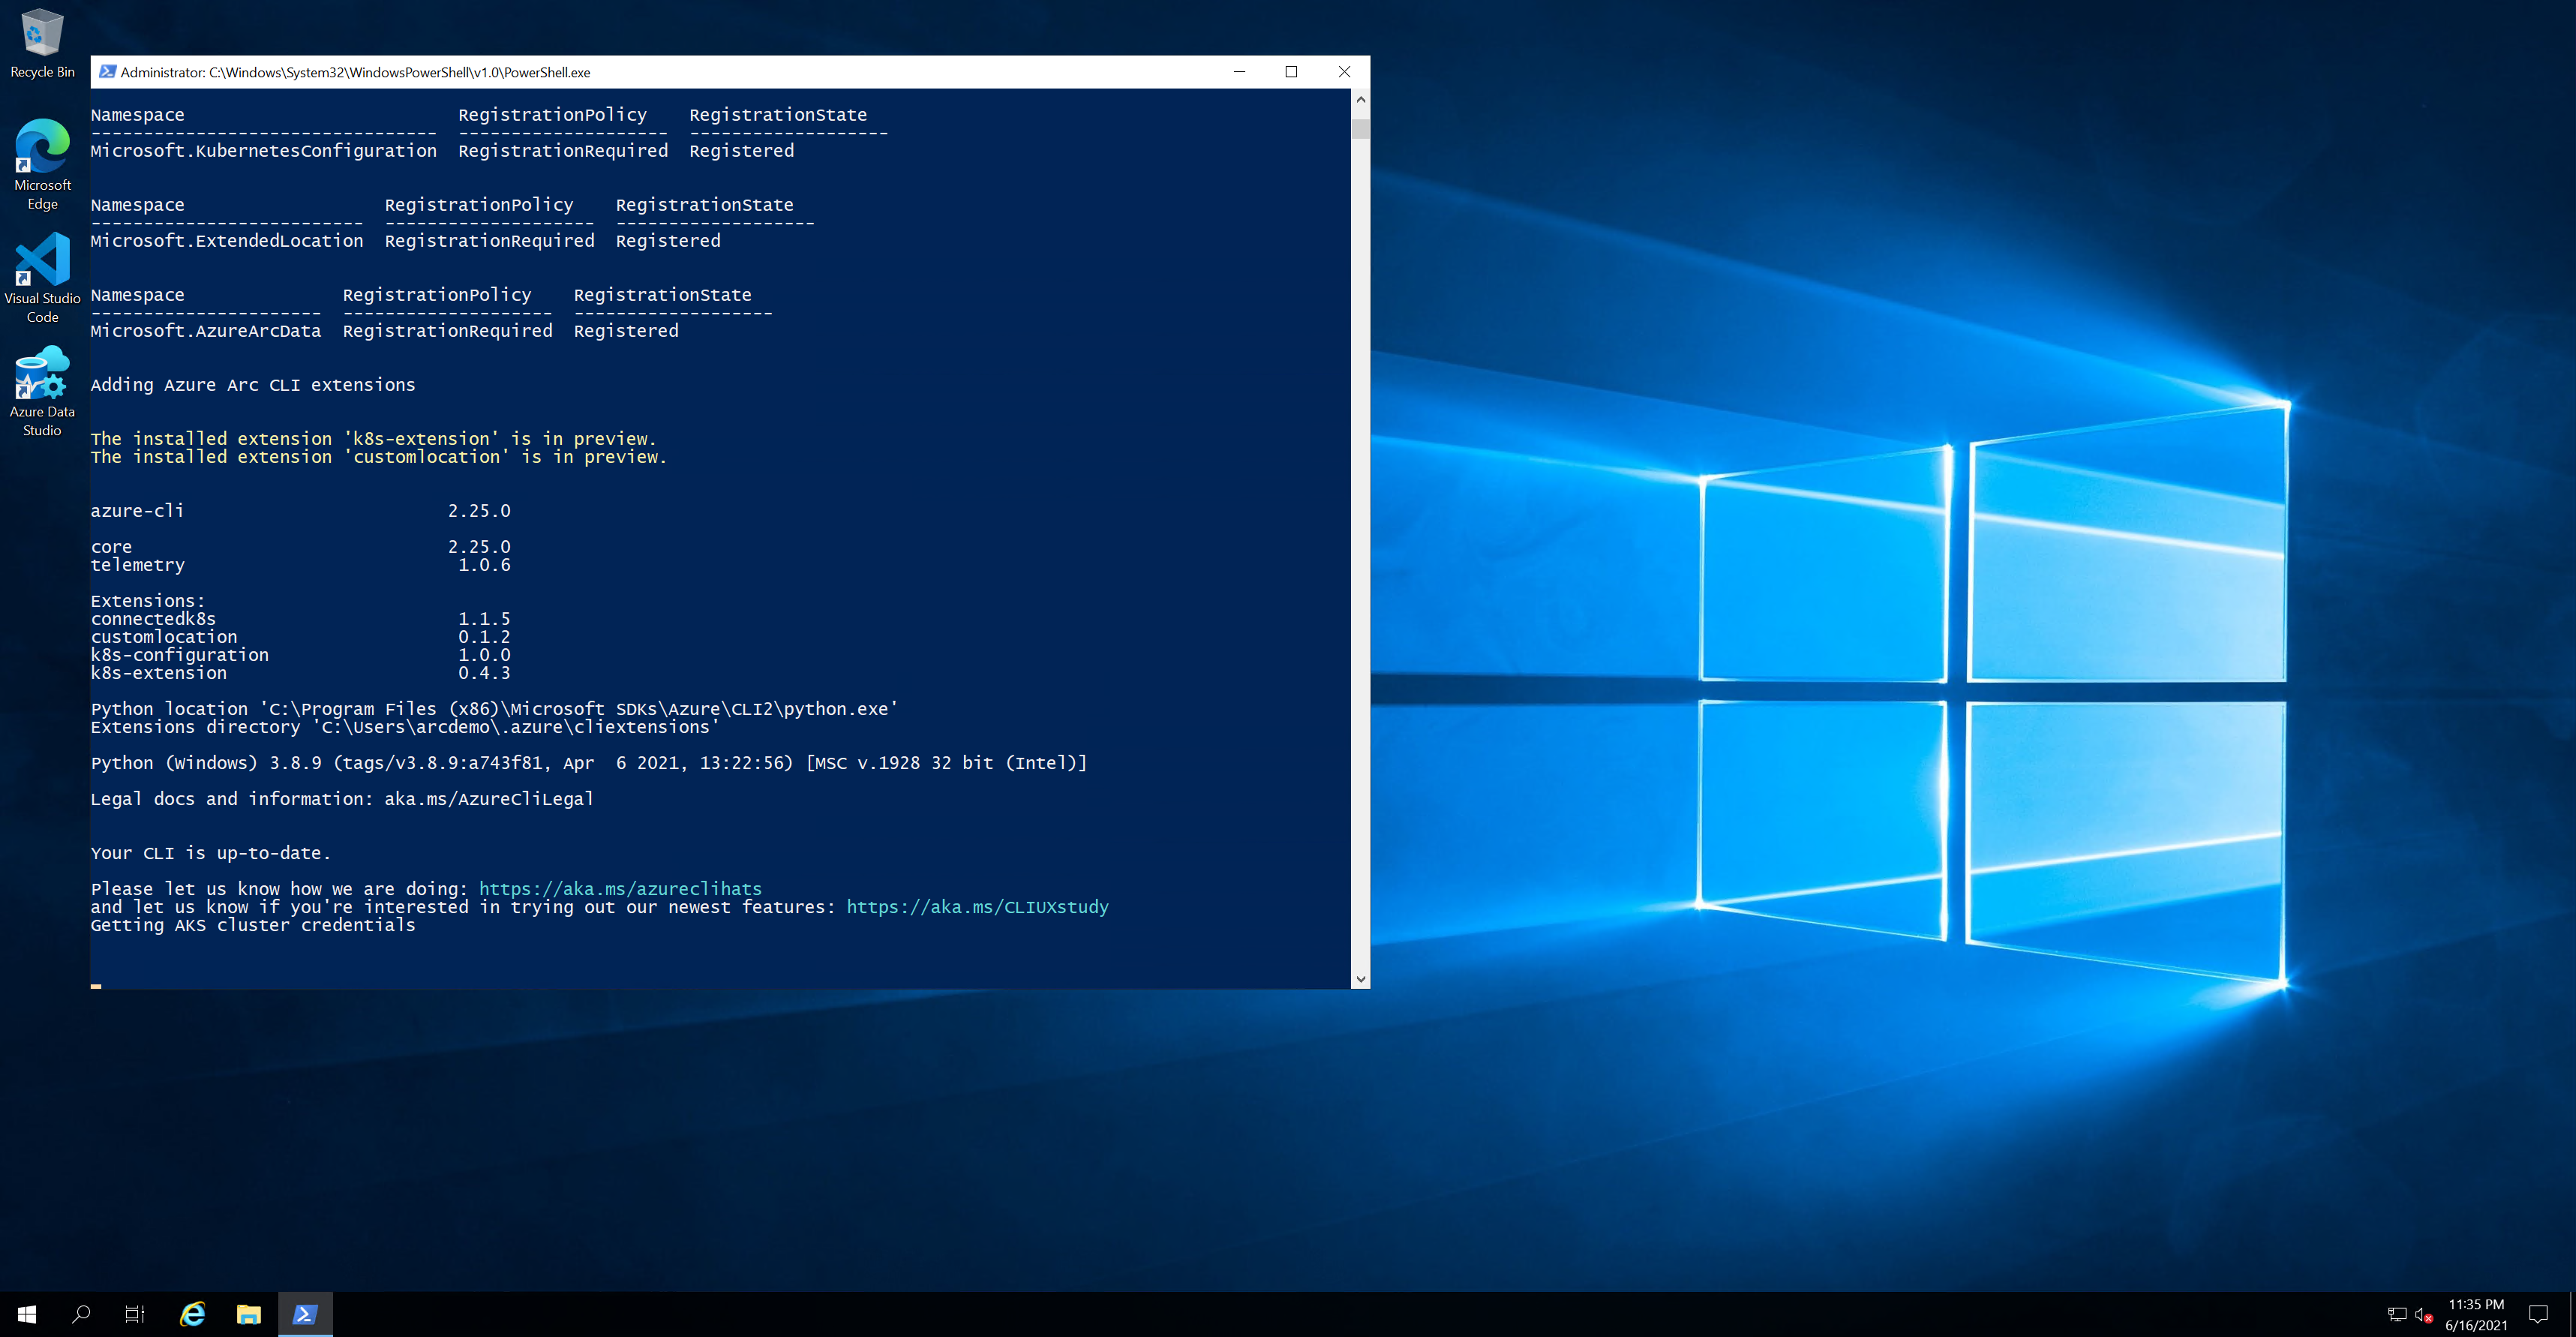 Recycle Bin
Microsoft
Edge
Visual Studio
Code
Azure Data
Studio
Administrator: C:\Windows\System32\WindowsPowerShell\v1.0\PowerShell.exe
Namespace RegistrationPolicy RegistrationState
--------------------------------- -------------------- -------------------
Microsoft.KubernetesConfiguration RegistrationRequired Registered
Namespace RegistrationPolicy RegistrationState
-------------------------- -------------------- -------------------
Microsoft.ExtendedLocation RegistrationRequired Registered
Namespace RegistrationPolicy RegistrationState
---------------------- -------------------- -------------------
Microsoft.AzureArcData RegistrationRequired Registered
Adding Azure Arc CLI extensions
The installed extension 'k8s-extension' is in preview.
The installed extension 'customlocation' is in preview.
azure-cli 2.25.0
core 2.25.0
telemetry 1.0.6
Extensions:
connectedk8s 1.1.5
customlocation 0.1.2
k8s-configuration 1.0.0
k8s-extension 0.4.3
Python location 'C:\Program Files (x86)\Microsoft SDKs\Azure\CLI2\python.exe'
Extensions directory 'C:\Users\arcdemo\.azure\cliextensions'
Python (Windows) 3.8.9 (tags/v3.8.9:a743f81, Apr  6 2021, 13:22:56) [MSC v.1928 32 bit (Intel)]
Legal docs and information: aka.ms/AzureCliLegal
Your CLI is up-to-date.
Please let us know how we are doing: https://aka.ms/azureclihats
and let us know if you're interested in trying out our newest features: https://aka.ms/CLIUXstudy
Getting AKS cluster credentials
11:35 PM
6/16/2021